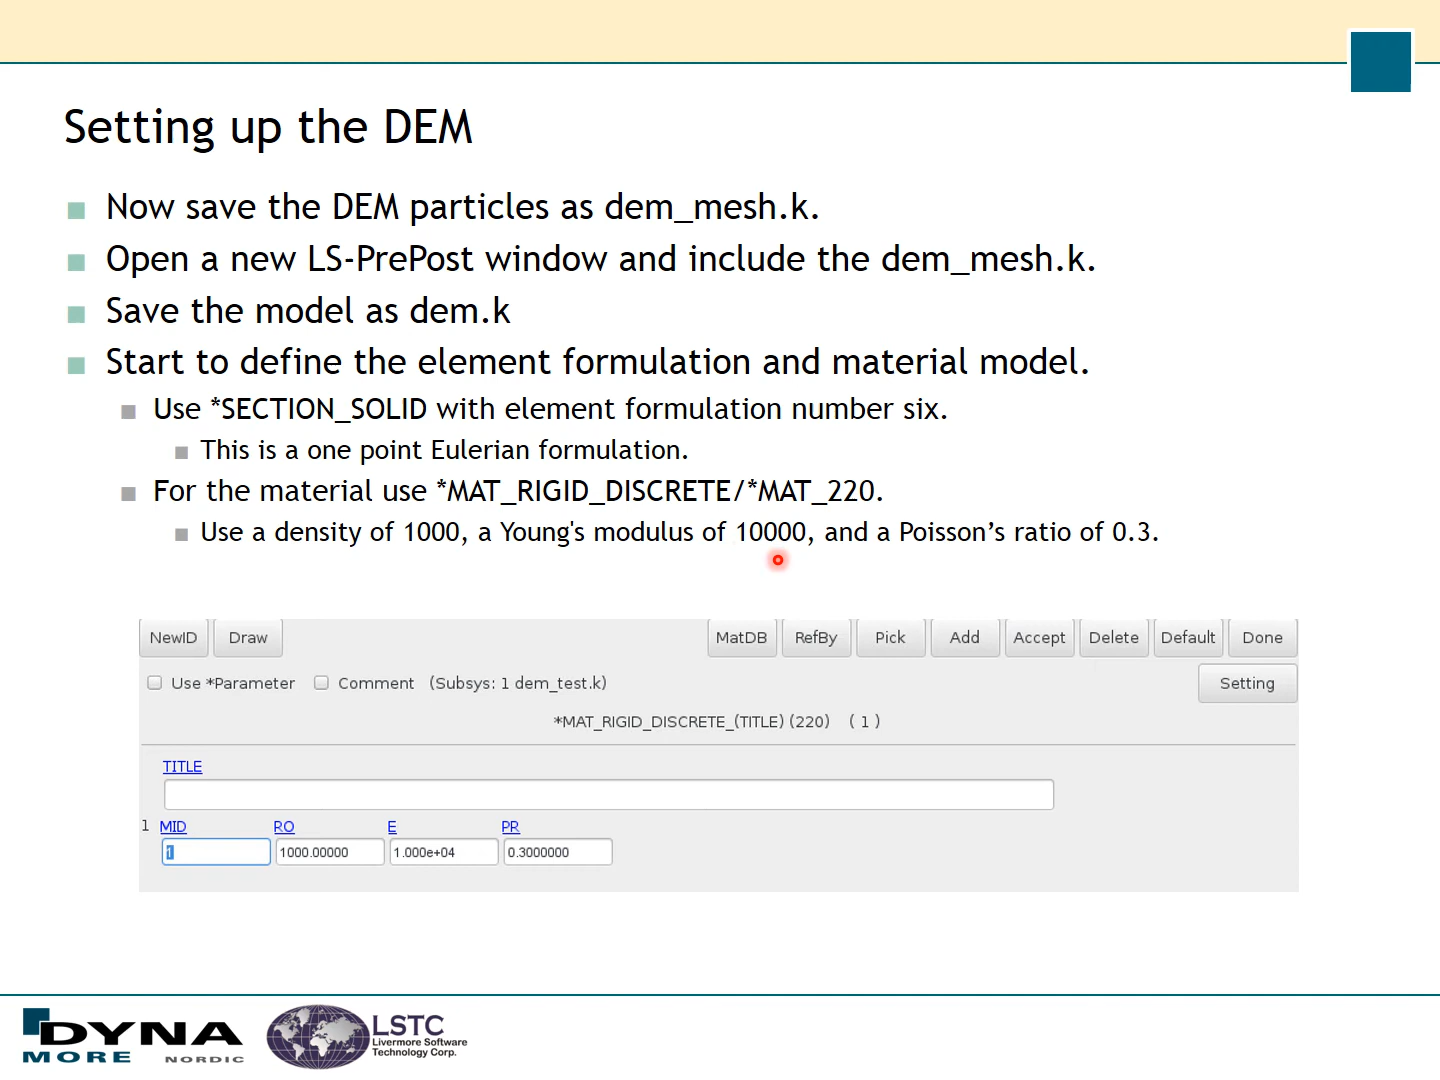 Setting up the DEM
Now save the DEM particles as dem_mesh.k.
Open a new LS-PrePost window and include the dem_mesh.k.
Save the model as dem.k
Start to define the element formulation and material model.
Use *SECTION_SOLID with element formulation number six.
This is a one point Eulerian formulation.
For the material use *MAT_RIGID_DISCRETE/*MAT_220.
Use a density of 1000, a Young's modulus of 10000, and a Poisson’s ratio of 0.3.
NewID Draw MatDB RefBy Pick Add Accept Delete Default Done
Use *Parameter Comment (Subsys: 1 dem_test.k) Setting
*MAT_RIGID_DISCRETE_(TITLE) (220) ( 1 )
TITLE
1 MID RO E PR
1 1000.00000 1.000e+04 0.3000000
DYNA
MORE NORDIC
LSTC
Livermore Software
Technology Corp.